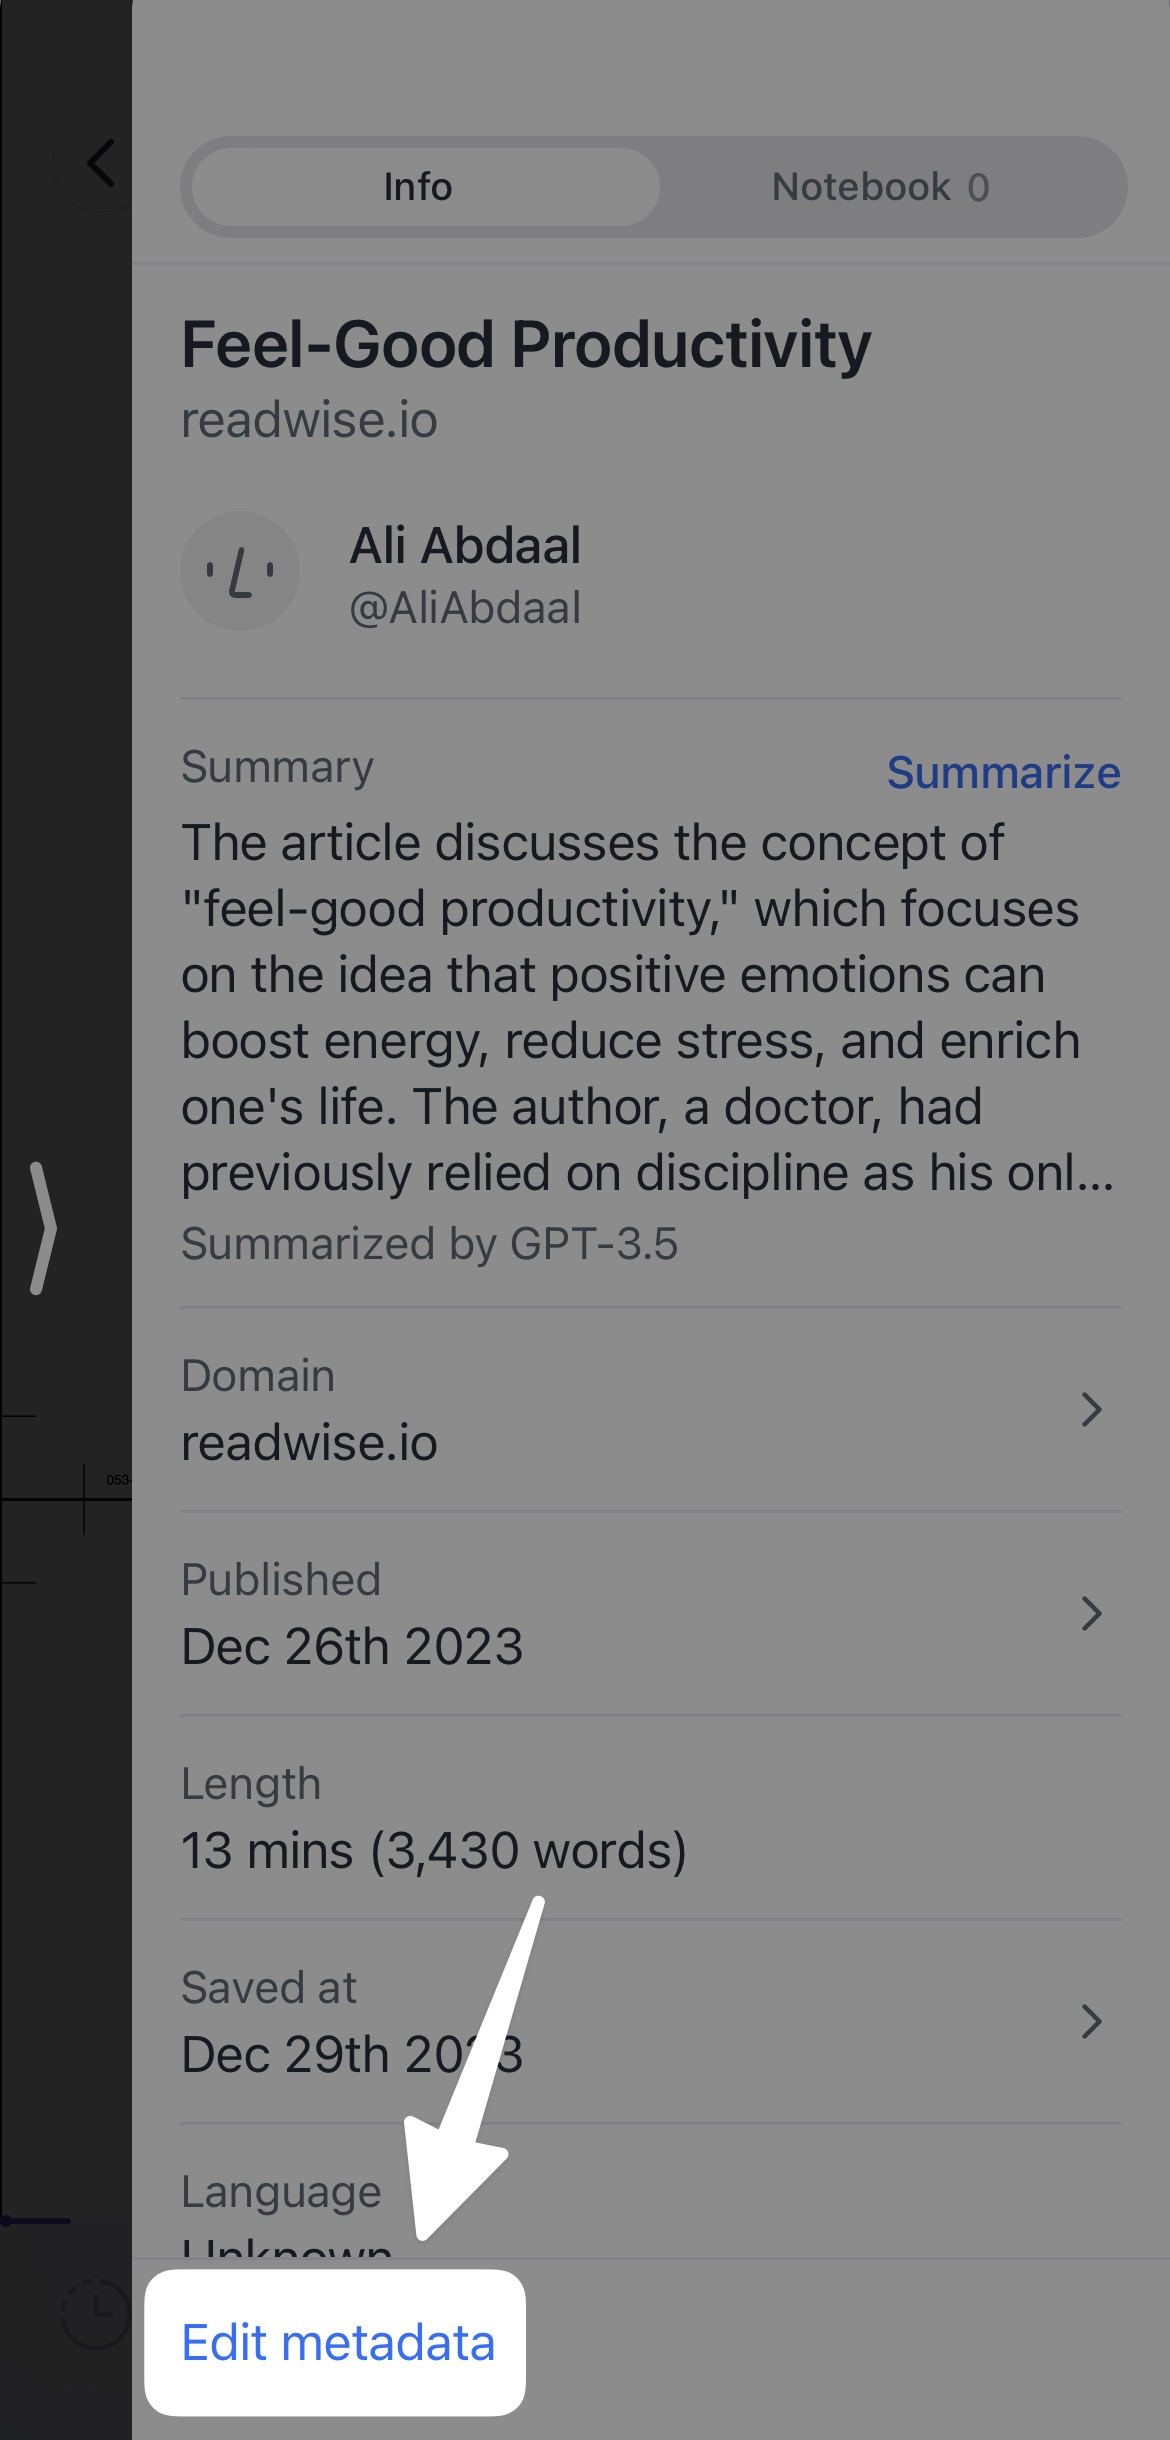 Info
Notebook 0
Feel-Good Productivity
readwise.io
Ali Abdaal
@AliAbdaal
Summary
Summarize
The article discusses the concept of
"feel-good productivity," which focuses
on the idea that positive emotions can
boost energy, reduce stress, and enrich
one's life. The author, a doctor, had
previously relied on discipline as his onl...
Summarized by GPT-3.5
Domain
readwise.io
053-
Published
Dec 26th 2023
Length
13 mins (3,430 words)
Saved at
Dec 29th 2023
Language
Unknown
Edit metadata